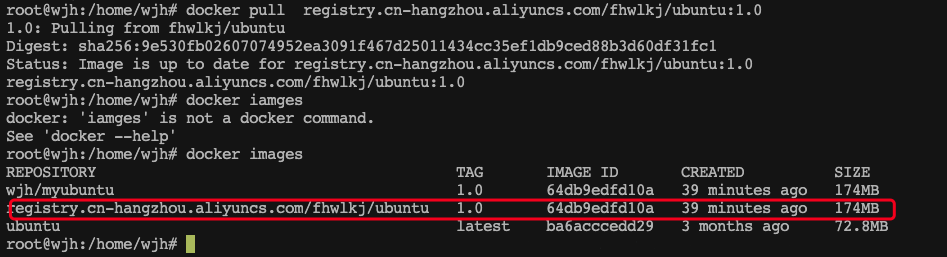 root@wjh:/home/wjh# docker pull  registry.cn-hangzhou.aliyuncs.com/fhwlkj/ubuntu:1.0
1.0: Pulling from fhwlkj/ubuntu
Digest: sha256:9e530fb02607074952ea3091f467d25011434cc35ef1db9ced88b3d60df31fc1
Status: Image is up to date for registry.cn-hangzhou.aliyuncs.com/fhwlkj/ubuntu:1.0
registry.cn-hangzhou.aliyuncs.com/fhwlkj/ubuntu:1.0
root@wjh:/home/wjh# docker iamges
docker: 'iamges' is not a docker command.
See 'docker --help'
root@wjh:/home/wjh# docker images
REPOSITORY TAG IMAGE ID CREATED SIZE
wjh/myubuntu 1.0 64db9edfd10a 39 minutes ago 174MB
registry.cn-hangzhou.aliyuncs.com/fhwlkj/ubuntu 1.0 64db9edfd10a 39 minutes ago 174MB
ubuntu latest ba6acccedd29 3 months ago 72.8MB
root@wjh:/home/wjh#